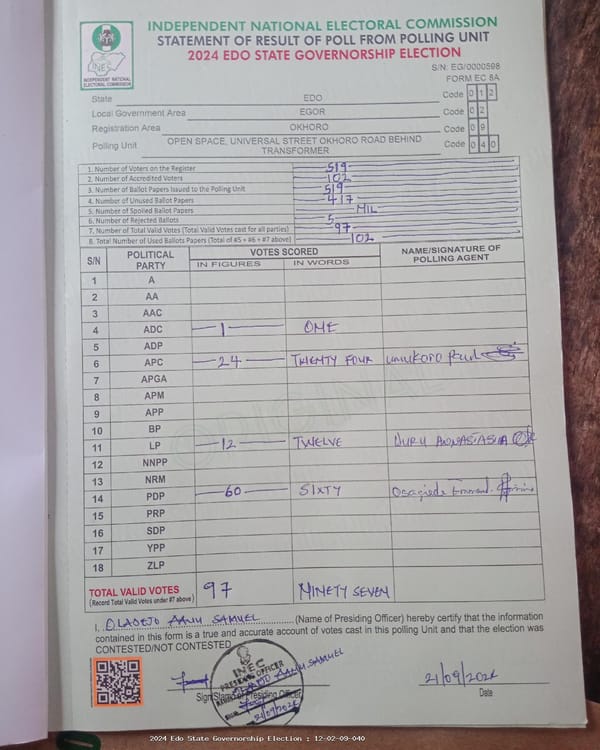 INDEPENDENT NATIONAL ELECTORAL COMMISSION
STATEMENT OF RESULT OF POLL FROM POLLING UNIT
2024 EDO STATE GOVERNORSHIP ELECTION
INEC
INDEPENDENT NATIONAL ELECTORAL COMMISSION
S/N: EG/0000598
FORM EC 8A
State EDO Code 0 1 2
Local Government Area EGOR Code 0 2
Registration Area OKHORO Code 0 9
Polling Unit OPEN SPACE, UNIVERSAL STREET OKHORO ROAD BEHIND TRANSFORMER Code 0 4 0
1. Number of Voters on the Register 519
2. Number of Accredited Voters 102
3. Number of Ballot Papers Issued to the Polling Unit 519
4. Number of Unused Ballot Papers 417
5. Number of Spoiled Ballot Papers NIL
6. Number of Rejected Ballots 5
7. Number of Total Valid Votes (Total Valid Votes cast for all parties) 97
8. Total Number of Used Ballots Papers (Total of #5 + #6 + #7 above) 102
S/N POLITICAL PARTY VOTES SCORED NAME/SIGNATURE OF POLLING AGENT
IN FIGURES IN WORDS
1 A
2 AA
3 AAC
4 ADC 1 ONE
5 ADP
6 APC 24 TWENTY FOUR
7 APGA
8 APM
9 APP
10 BP
11 LP 12 TWELVE
12 NNPP
13 NRM
14 PDP 60 SIXTY
15 PRP
16 SDP
17 YPP
18 ZLP
TOTAL VALID VOTES 97 NINETY SEVEN
(Record Total Valid Votes under #7 above)
I, OLADEJO AANU SAMUEL (Name of Presiding Officer) hereby certify that the information
contained in this form is a true and accurate account of votes cast in this polling Unit and that the election was
CONTESTED/NOT CONTESTED
INEC
PRESIDING OFFICER
OLADEJO AANU SAMUEL
21/09/2024
Sign/Stamp of Presiding Officer
21/09/2024
Date
2024 Edo State Governorship Election : 12-02-09-040